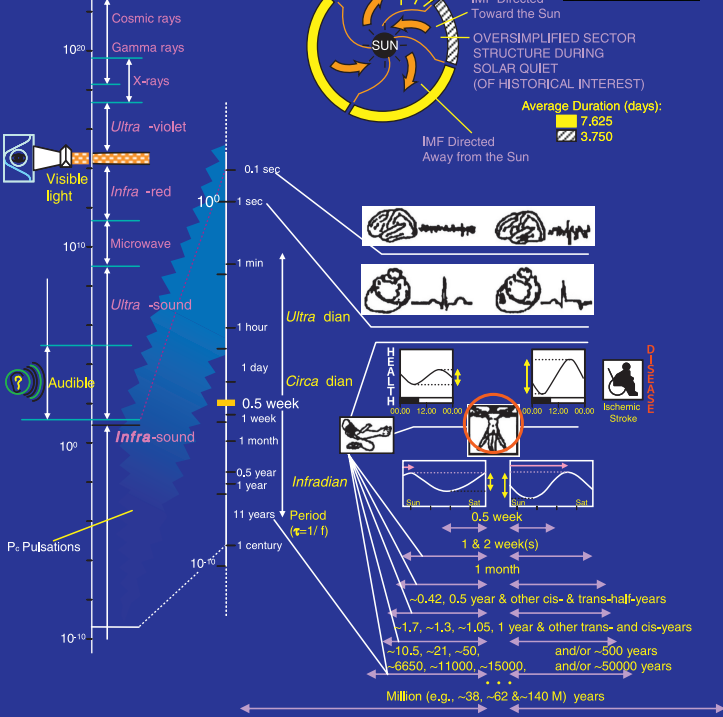 Cosmic rays
10²⁰
Gamma rays
X-rays
Ultra -violet
Visible
light
Infra -red
Microwave
10¹⁰
Ultra -sound
Audible
?
Infra-sound
10⁰
Pc Pulsations
10⁻¹⁰
IMF Directed
Toward the Sun
SUN
OVERSIMPLIFIED SECTOR
STRUCTURE DURING
SOLAR QUIET
(OF HISTORICAL INTEREST)
Average Duration (days):
7.625
3.750
IMF Directed
Away from the Sun
0.1 sec
10⁰
1 sec
1 min
Ultra dian
1 hour
1 day
Circa dian
0.5 week
1 week
1 month
0.5 year
1 year
Infradian
11 years
Period
(τ=1/ f)
1 century
HEALTH
DISEASE
00.00 12.00 00.00
00.00 12.00 00.00
Ischemic
Stroke
Sun Sat
Sun Sat
0.5 week
1 & 2 week(s)
1 month
~0.42, 0.5 year & other cis- & trans-half-years
~1.7, ~1.3, ~1.05, 1 year & other trans- and cis-years
~10.5, ~21, ~50, and/or ~500 years
~6650, ~11000, ~15000, and/or ~50000 years
. . .
Million (e.g., ~38, ~62 &~140 M) years